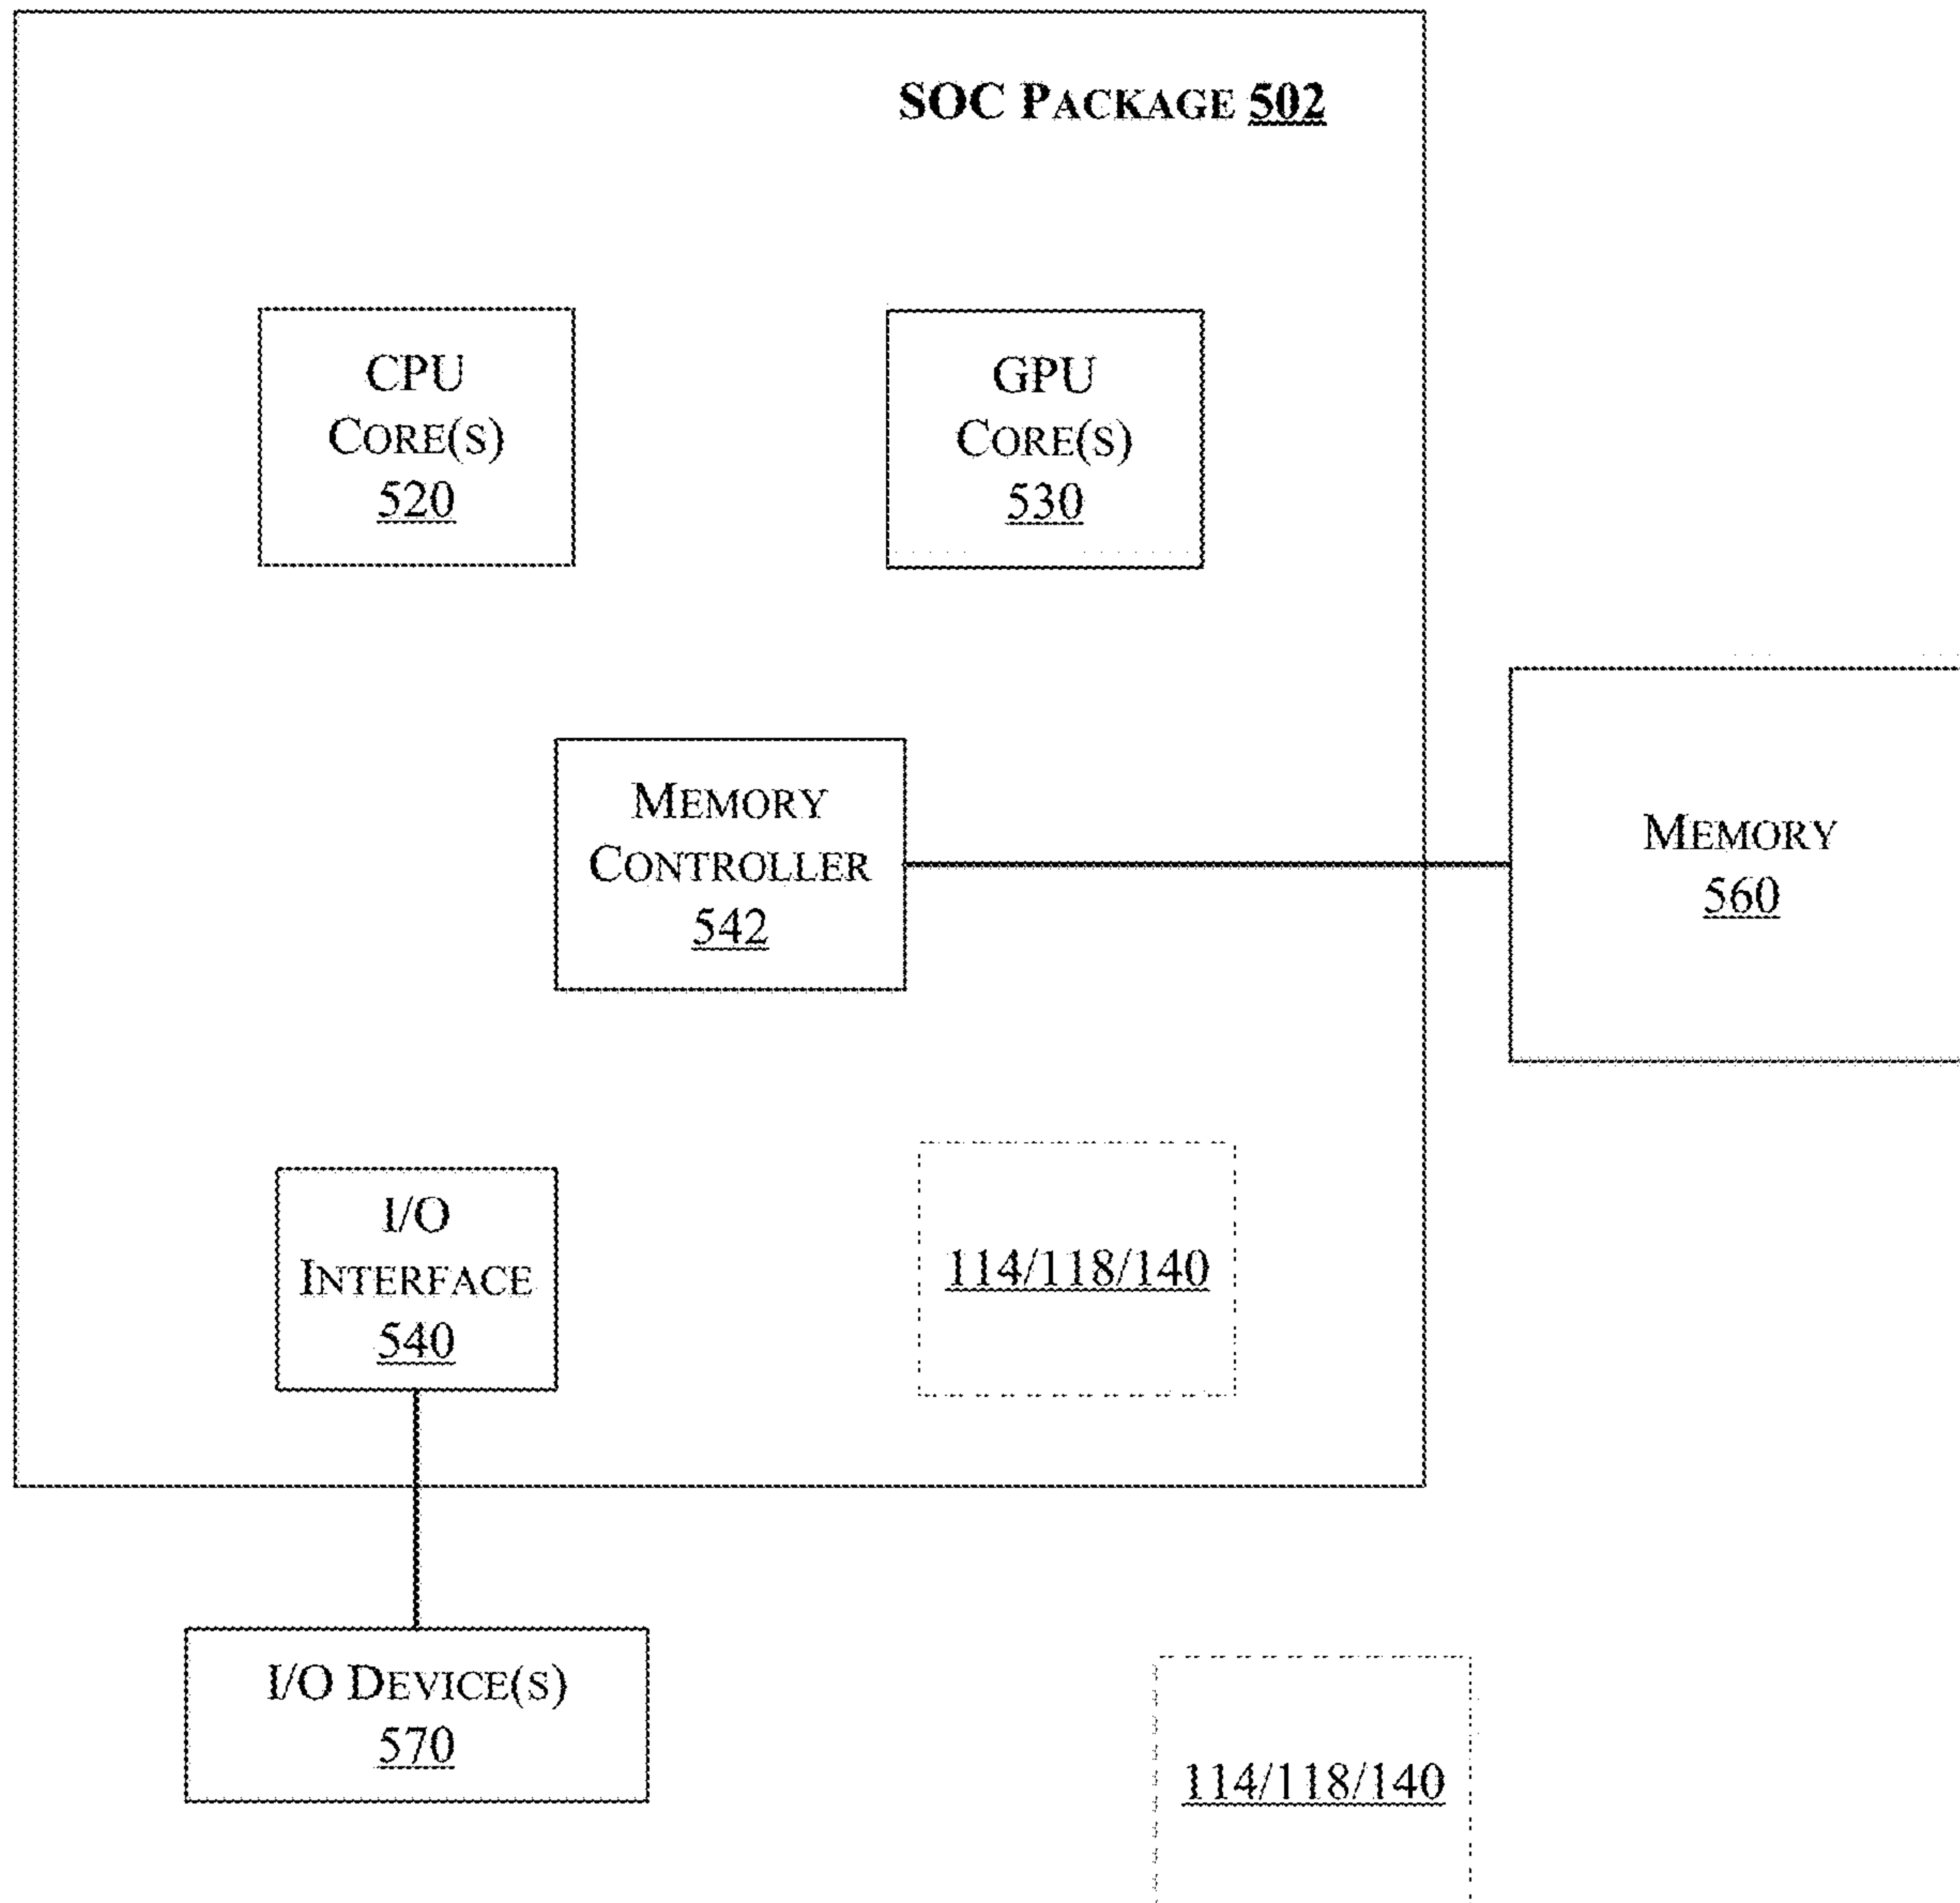 SOC PACKAGE 502
CPU
CORE(S)
520
GPU
CORE(S)
530
MEMORY
CONTROLLER
542
MEMORY
560
I/O
INTERFACE
540
114/118/140
I/O DEVICE(S)
570
114/118/140